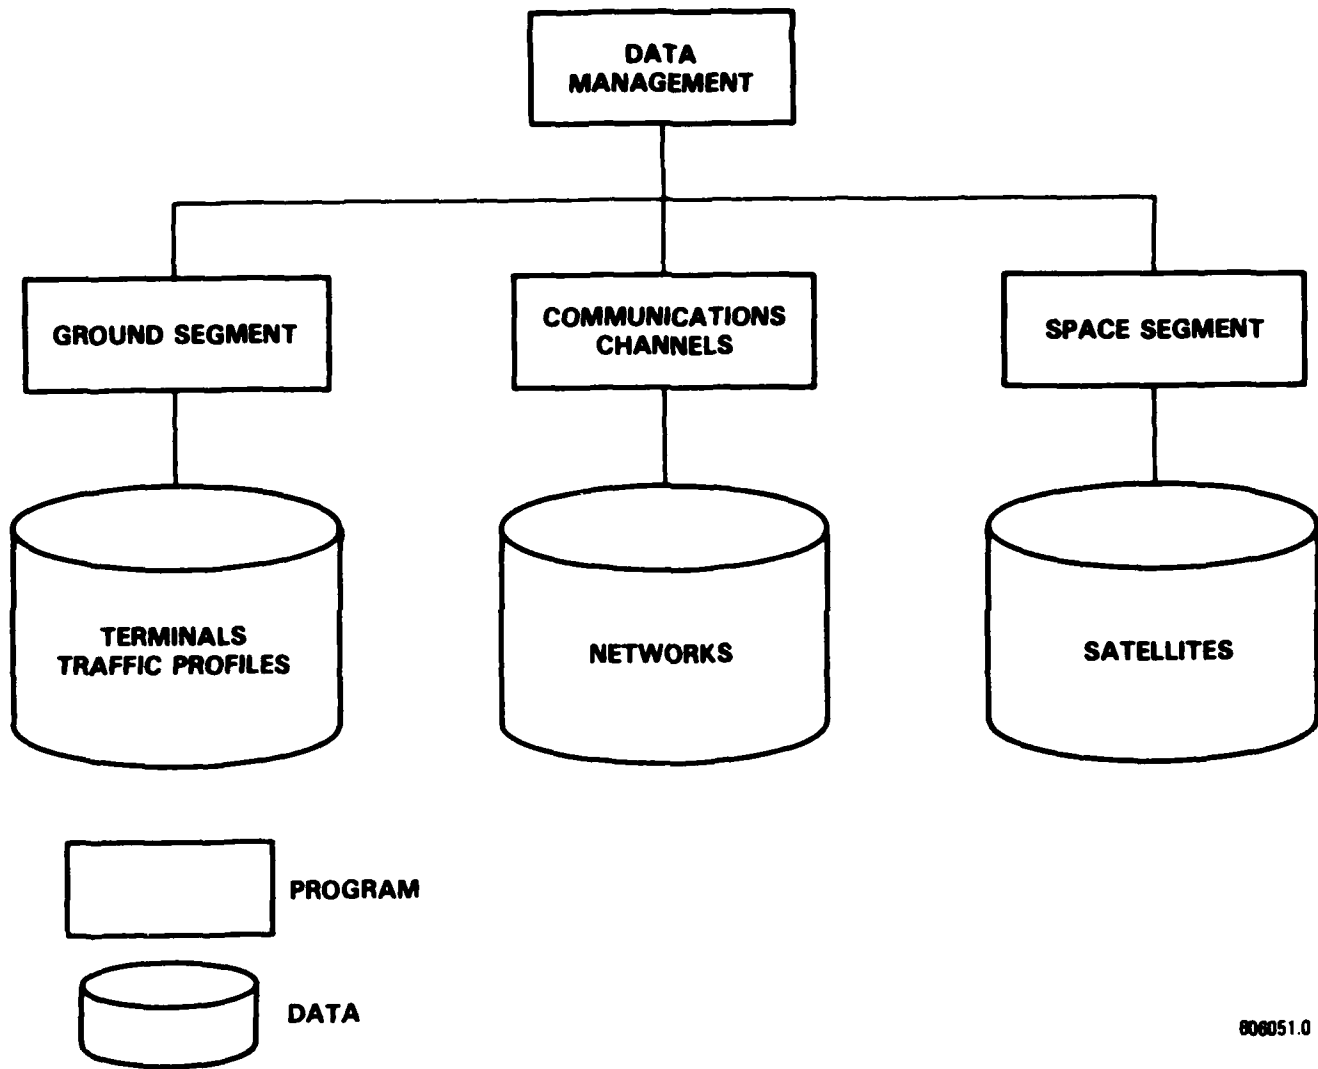 DATA
MANAGEMENT
GROUND SEGMENT
COMMUNICATIONS
CHANNELS
SPACE SEGMENT
TERMINALS
TRAFFIC PROFILES
NETWORKS
SATELLITES
PROGRAM
DATA
806051.0